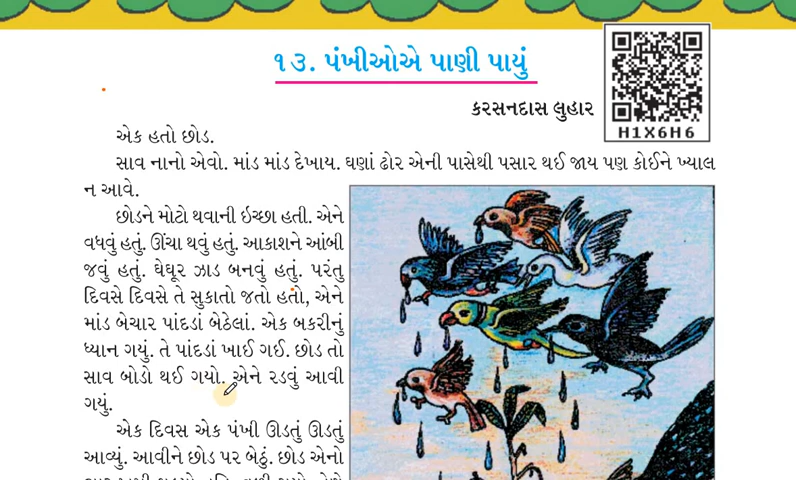 ૧૩. પંખીઓએ પાણી પાયું
કરસનદાસ લુહાર
H1X6H6
એક હતો છોડ.
સાવ નાનો એવો. માંડ માંડ દેખાય. ઘણાં ઢોર એની પાસેથી પસાર થઈ જાય પણ કોઈને ખ્યાલ
ન આવે.
છોડને મોટો થવાની ઇચ્છા હતી. એને
વધવું હતું. ઊંચા થવું હતું. આકાશને આંબી
જવું હતું. ઘેઘૂર ઝાડ બનવું હતું. પરંતુ
દિવસે દિવસે તે સુકાતો જતો હતો, એને
માંડ બેચાર પાંદડાં બેઠેલાં. એક બકરીનું
ધ્યાન ગયું. તે પાંદડાં ખાઈ ગઈ. છોડ તો
સાવ બોડો થઈ ગયો. એને રડવું આવી
ગયું.
એક દિવસ એક પંખી ઊડતું ઊડતું
આવ્યું. આવીને છોડ પર બેઠું. છોડ એનો